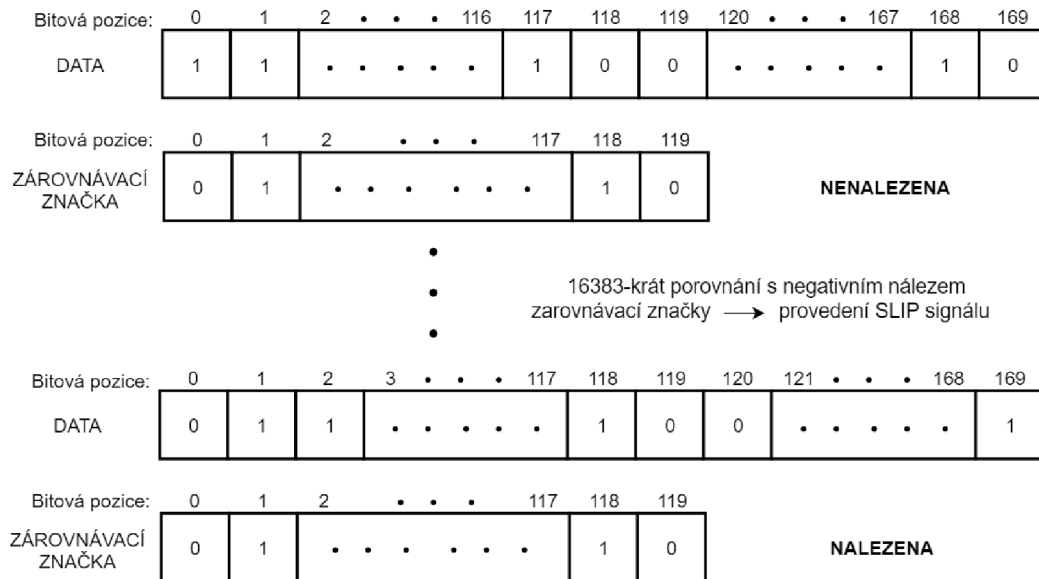 Bitová pozice: 0 1 2 • • • 116 117 118 119 120 • • • 167 168 169
DATA 1 1 • • • • • 1 0 0 • • • • • 1 0
Bitová pozice: 0 1 2 • • • 117 118 119
ZÁROVNÁVACÍ
ZNAČKA 0 1 • • • • • • 1 0 NENALEZENA
16383-krát porovnání s negativním nálezem
zarovnávací značky → provedení SLIP signálu
Bitová pozice: 0 1 2 3 • • • 117 118 119 120 121 • • • 168 169
DATA 0 1 1 • • • • • 1 0 0 • • • • • 1
Bitová pozice: 0 1 2 • • • 117 118 119
ZÁROVNÁVACÍ
ZNAČKA 0 1 • • • • • • 1 0 NALEZENA